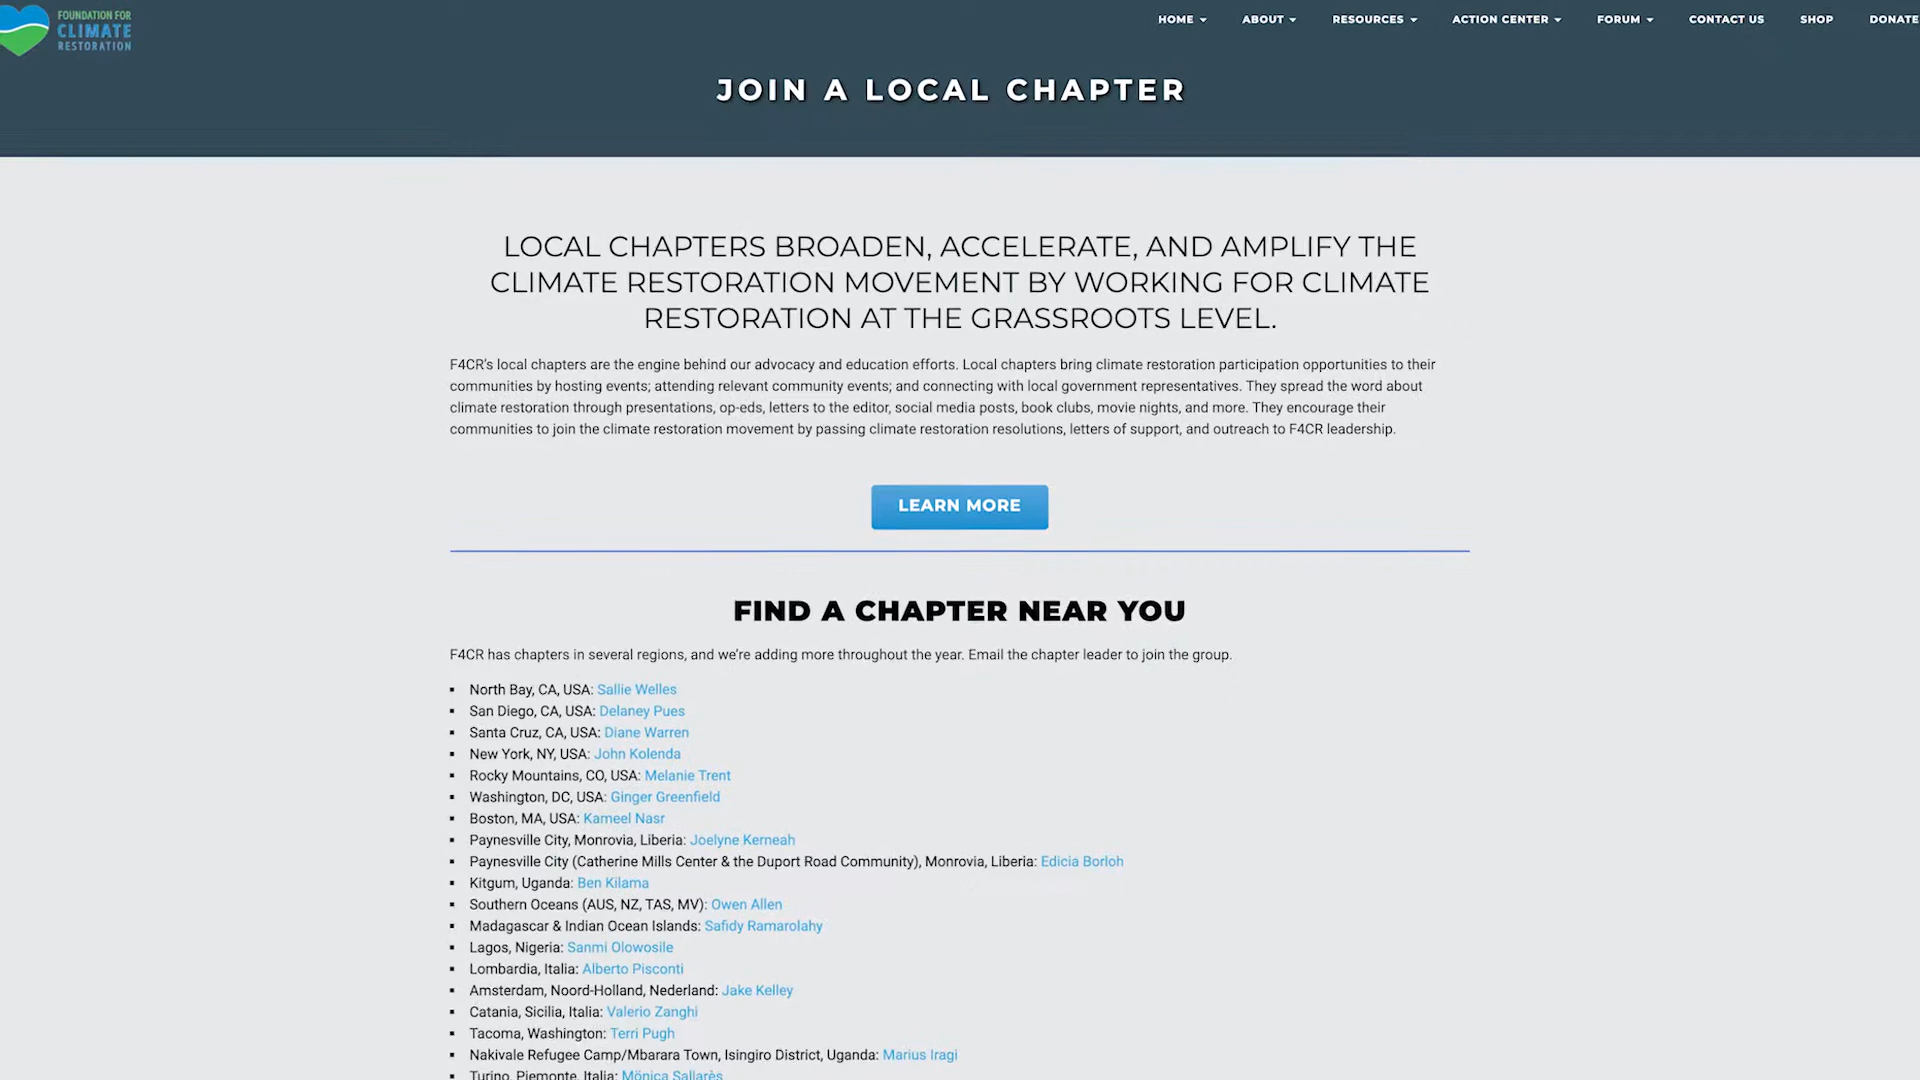 FOUNDATION FOR
CLIMATE
RESTORATION
HOME
ABOUT
RESOURCES
ACTION CENTER
FORUM
CONTACT US
SHOP
DONATE
JOIN A LOCAL CHAPTER
LOCAL CHAPTERS BROADEN, ACCELERATE, AND AMPLIFY THE
CLIMATE RESTORATION MOVEMENT BY WORKING FOR CLIMATE
RESTORATION AT THE GRASSROOTS LEVEL.
F4CR's local chapters are the engine behind our advocacy and education efforts. Local chapters bring climate restoration participation opportunities to their
communities by hosting events; attending relevant community events; and connecting with local government representatives. They spread the word about
climate restoration through presentations, op-eds, letters to the editor, social media posts, book clubs, movie nights, and more. They encourage their
communities to join the climate restoration movement by passing climate restoration resolutions, letters of support, and outreach to F4CR leadership.
LEARN MORE
FIND A CHAPTER NEAR YOU
F4CR has chapters in several regions, and we're adding more throughout the year. Email the chapter leader to join the group.
▪ North Bay, CA, USA: Sallie Welles
▪ San Diego, CA, USA: Delaney Pues
▪ Santa Cruz, CA, USA: Diane Warren
▪ New York, NY, USA: John Kolenda
▪ Rocky Mountains, CO, USA: Melanie Trent
▪ Washington, DC, USA: Ginger Greenfield
▪ Boston, MA, USA: Kameel Nasr
▪ Paynesville City, Monrovia, Liberia: Joelyne Kerneah
▪ Paynesville City (Catherine Mills Center & the Duport Road Community), Monrovia, Liberia: Edicia Borloh
▪ Kitgum, Uganda: Ben Kilama
▪ Southern Oceans (AUS, NZ, TAS, MV): Owen Allen
▪ Madagascar & Indian Ocean Islands: Safidy Ramarolahy
▪ Lagos, Nigeria: Sanmi Olowosile
▪ Lombardia, Italia: Alberto Pisconti
▪ Amsterdam, Noord-Holland, Nederland: Jake Kelley
▪ Catania, Sicilia, Italia: Valerio Zanghi
▪ Tacoma, Washington: Terri Pugh
▪ Nakivale Refugee Camp/Mbarara Town, Isingiro District, Uganda: Marius Iragi
▪ Turino, Piemonte, Italia: Mönica Sallarès